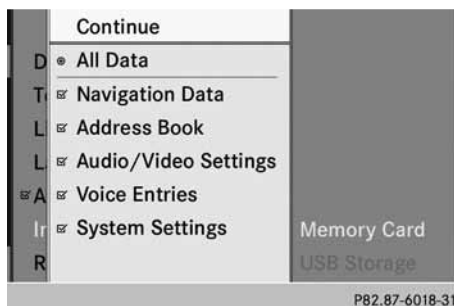 Continue
D
All Data
T
Navigation Data
L
Address Book
L
Audio/Video Settings
A
Voice Entries
In
System Settings
Memory Card
R
USB Storage
P82.87-6018-31